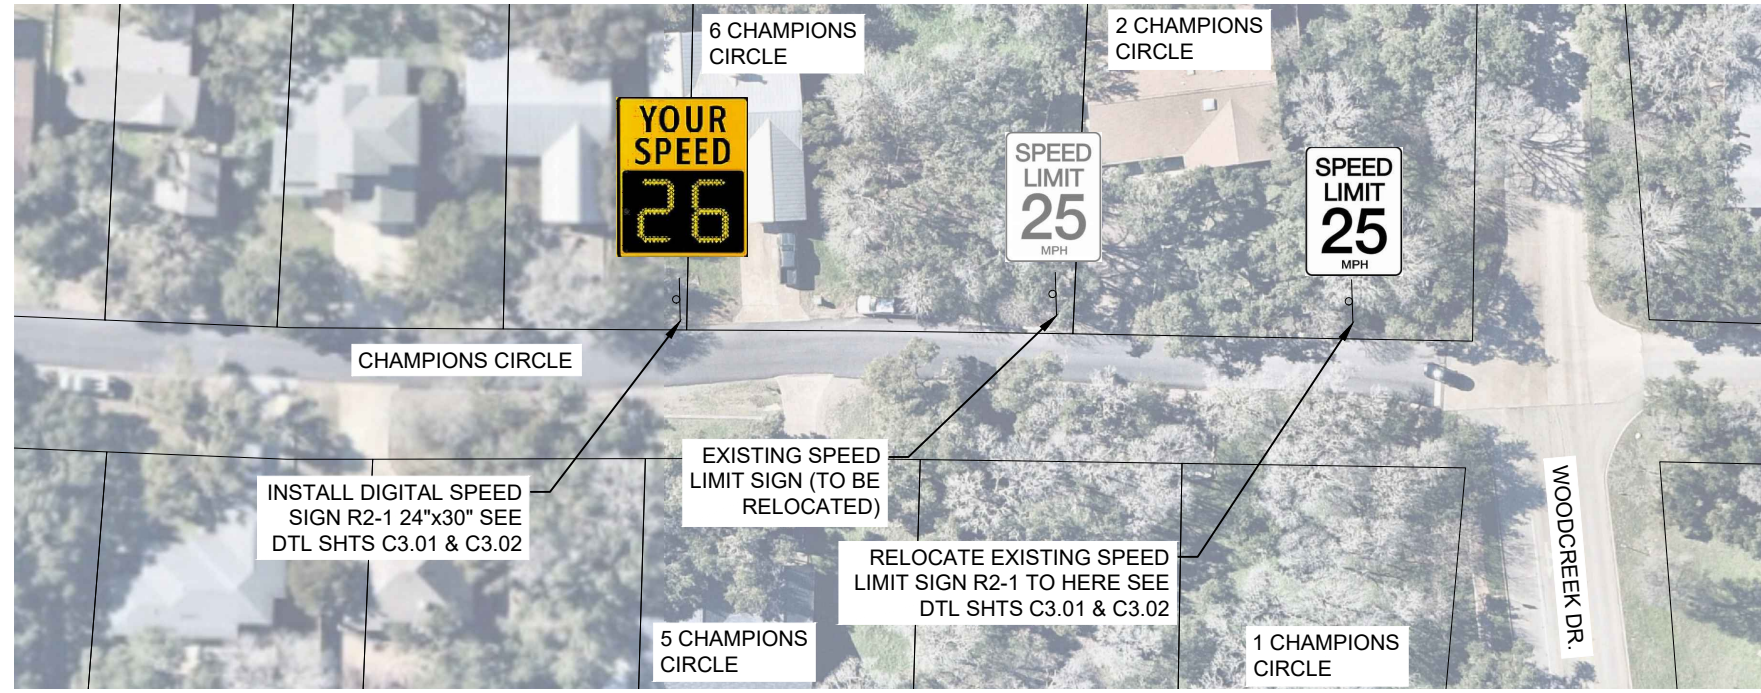 6 CHAMPIONS
CIRCLE
2 CHAMPIONS
CIRCLE
YOUR
SPEED
26
SPEED
LIMIT
25
MPH
SPEED
LIMIT
25
MPH
CHAMPIONS CIRCLE
INSTALL DIGITAL SPEED
SIGN R2-1 24"x30" SEE
DTL SHTS C3.01 & C3.02
EXISTING SPEED
LIMIT SIGN (TO BE
RELOCATED)
RELOCATE EXISTING SPEED
LIMIT SIGN R2-1 TO HERE SEE
DTL SHTS C3.01 & C3.02
WOODCREEK DR.
5 CHAMPIONS
CIRCLE
1 CHAMPIONS
CIRCLE